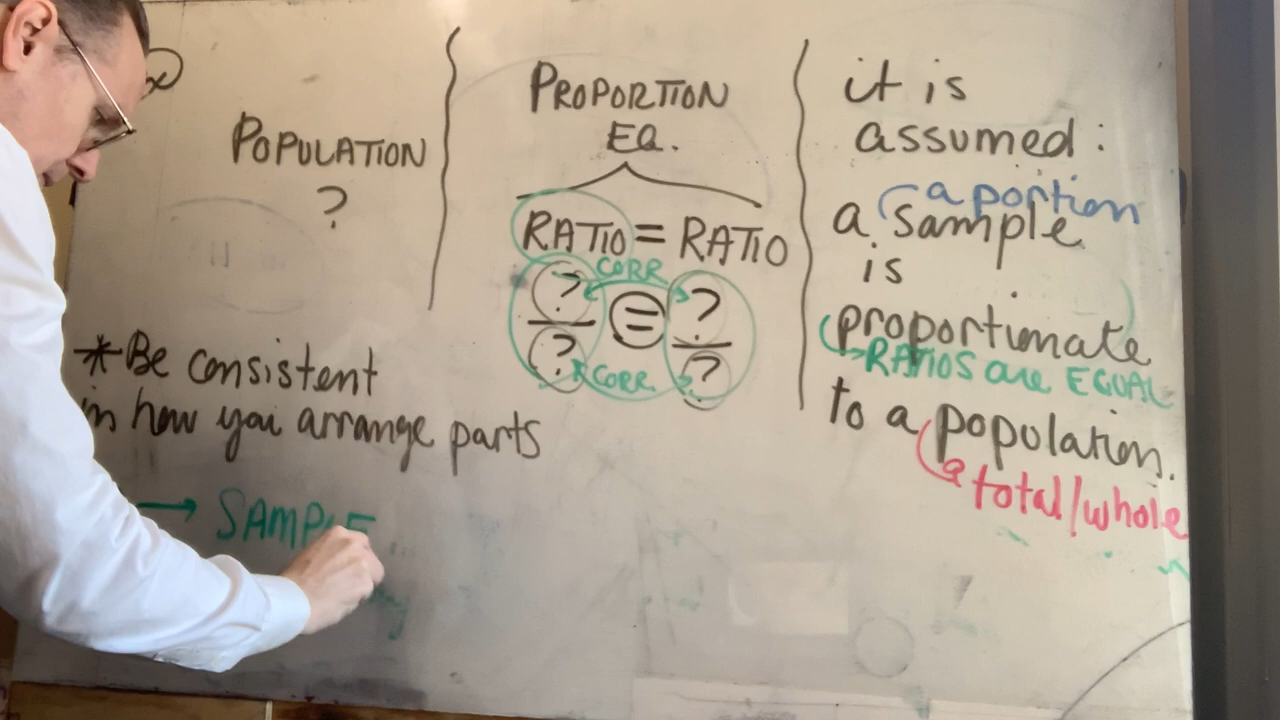 POPULATION
?
* Be consistent
in how you arrange parts
→ SAMPLE
PROPORTION
EQ.
RATIO = RATIO
CORR.
? = ?
? ?
CORR.
it is
assumed:
a portion
a sample
is
proportionate
RATIOS are EQUAL
to a population.
a total/whole